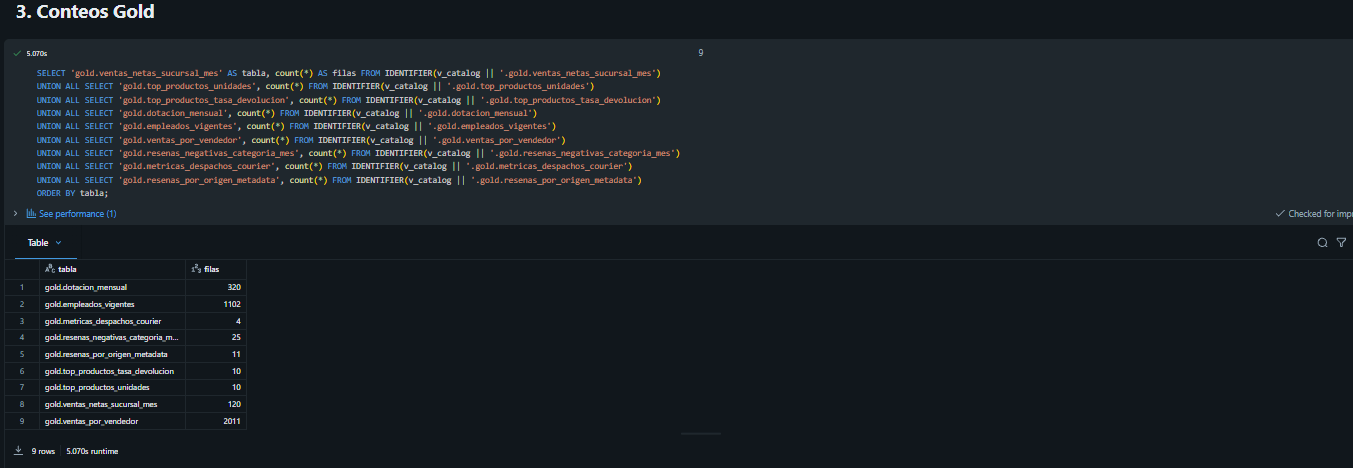 3. Conteos Gold
5.070s
9
SELECT 'gold.ventas_netas_sucursal_mes' AS tabla, count(*) AS filas FROM IDENTIFIER(v_catalog || '.gold.ventas_netas_sucursal_mes')
UNION ALL SELECT 'gold.top_productos_unidades', count(*) FROM IDENTIFIER(v_catalog || '.gold.top_productos_unidades')
UNION ALL SELECT 'gold.top_productos_tasa_devolucion', count(*) FROM IDENTIFIER(v_catalog || '.gold.top_productos_tasa_devolucion')
UNION ALL SELECT 'gold.dotacion_mensual', count(*) FROM IDENTIFIER(v_catalog || '.gold.dotacion_mensual')
UNION ALL SELECT 'gold.empleados_vigentes', count(*) FROM IDENTIFIER(v_catalog || '.gold.empleados_vigentes')
UNION ALL SELECT 'gold.ventas_por_vendedor', count(*) FROM IDENTIFIER(v_catalog || '.gold.ventas_por_vendedor')
UNION ALL SELECT 'gold.resenas_negativas_categoria_mes', count(*) FROM IDENTIFIER(v_catalog || '.gold.resenas_negativas_categoria_mes')
UNION ALL SELECT 'gold.metricas_despachos_courier', count(*) FROM IDENTIFIER(v_catalog || '.gold.metricas_despachos_courier')
UNION ALL SELECT 'gold.resenas_por_origen_metadata', count(*) FROM IDENTIFIER(v_catalog || '.gold.resenas_por_origen_metadata')
ORDER BY tabla;
See performance (1)
Checked for impr
Table
tabla filas
1 gold.dotacion_mensual 320
2 gold.empleados_vigentes 1102
3 gold.metricas_despachos_courier 4
4 gold.resenas_negativas_categoria_m... 25
5 gold.resenas_por_origen_metadata 11
6 gold.top_productos_tasa_devolucion 10
7 gold.top_productos_unidades 10
8 gold.ventas_netas_sucursal_mes 120
9 gold.ventas_por_vendedor 2011
9 rows 5.070s runtime